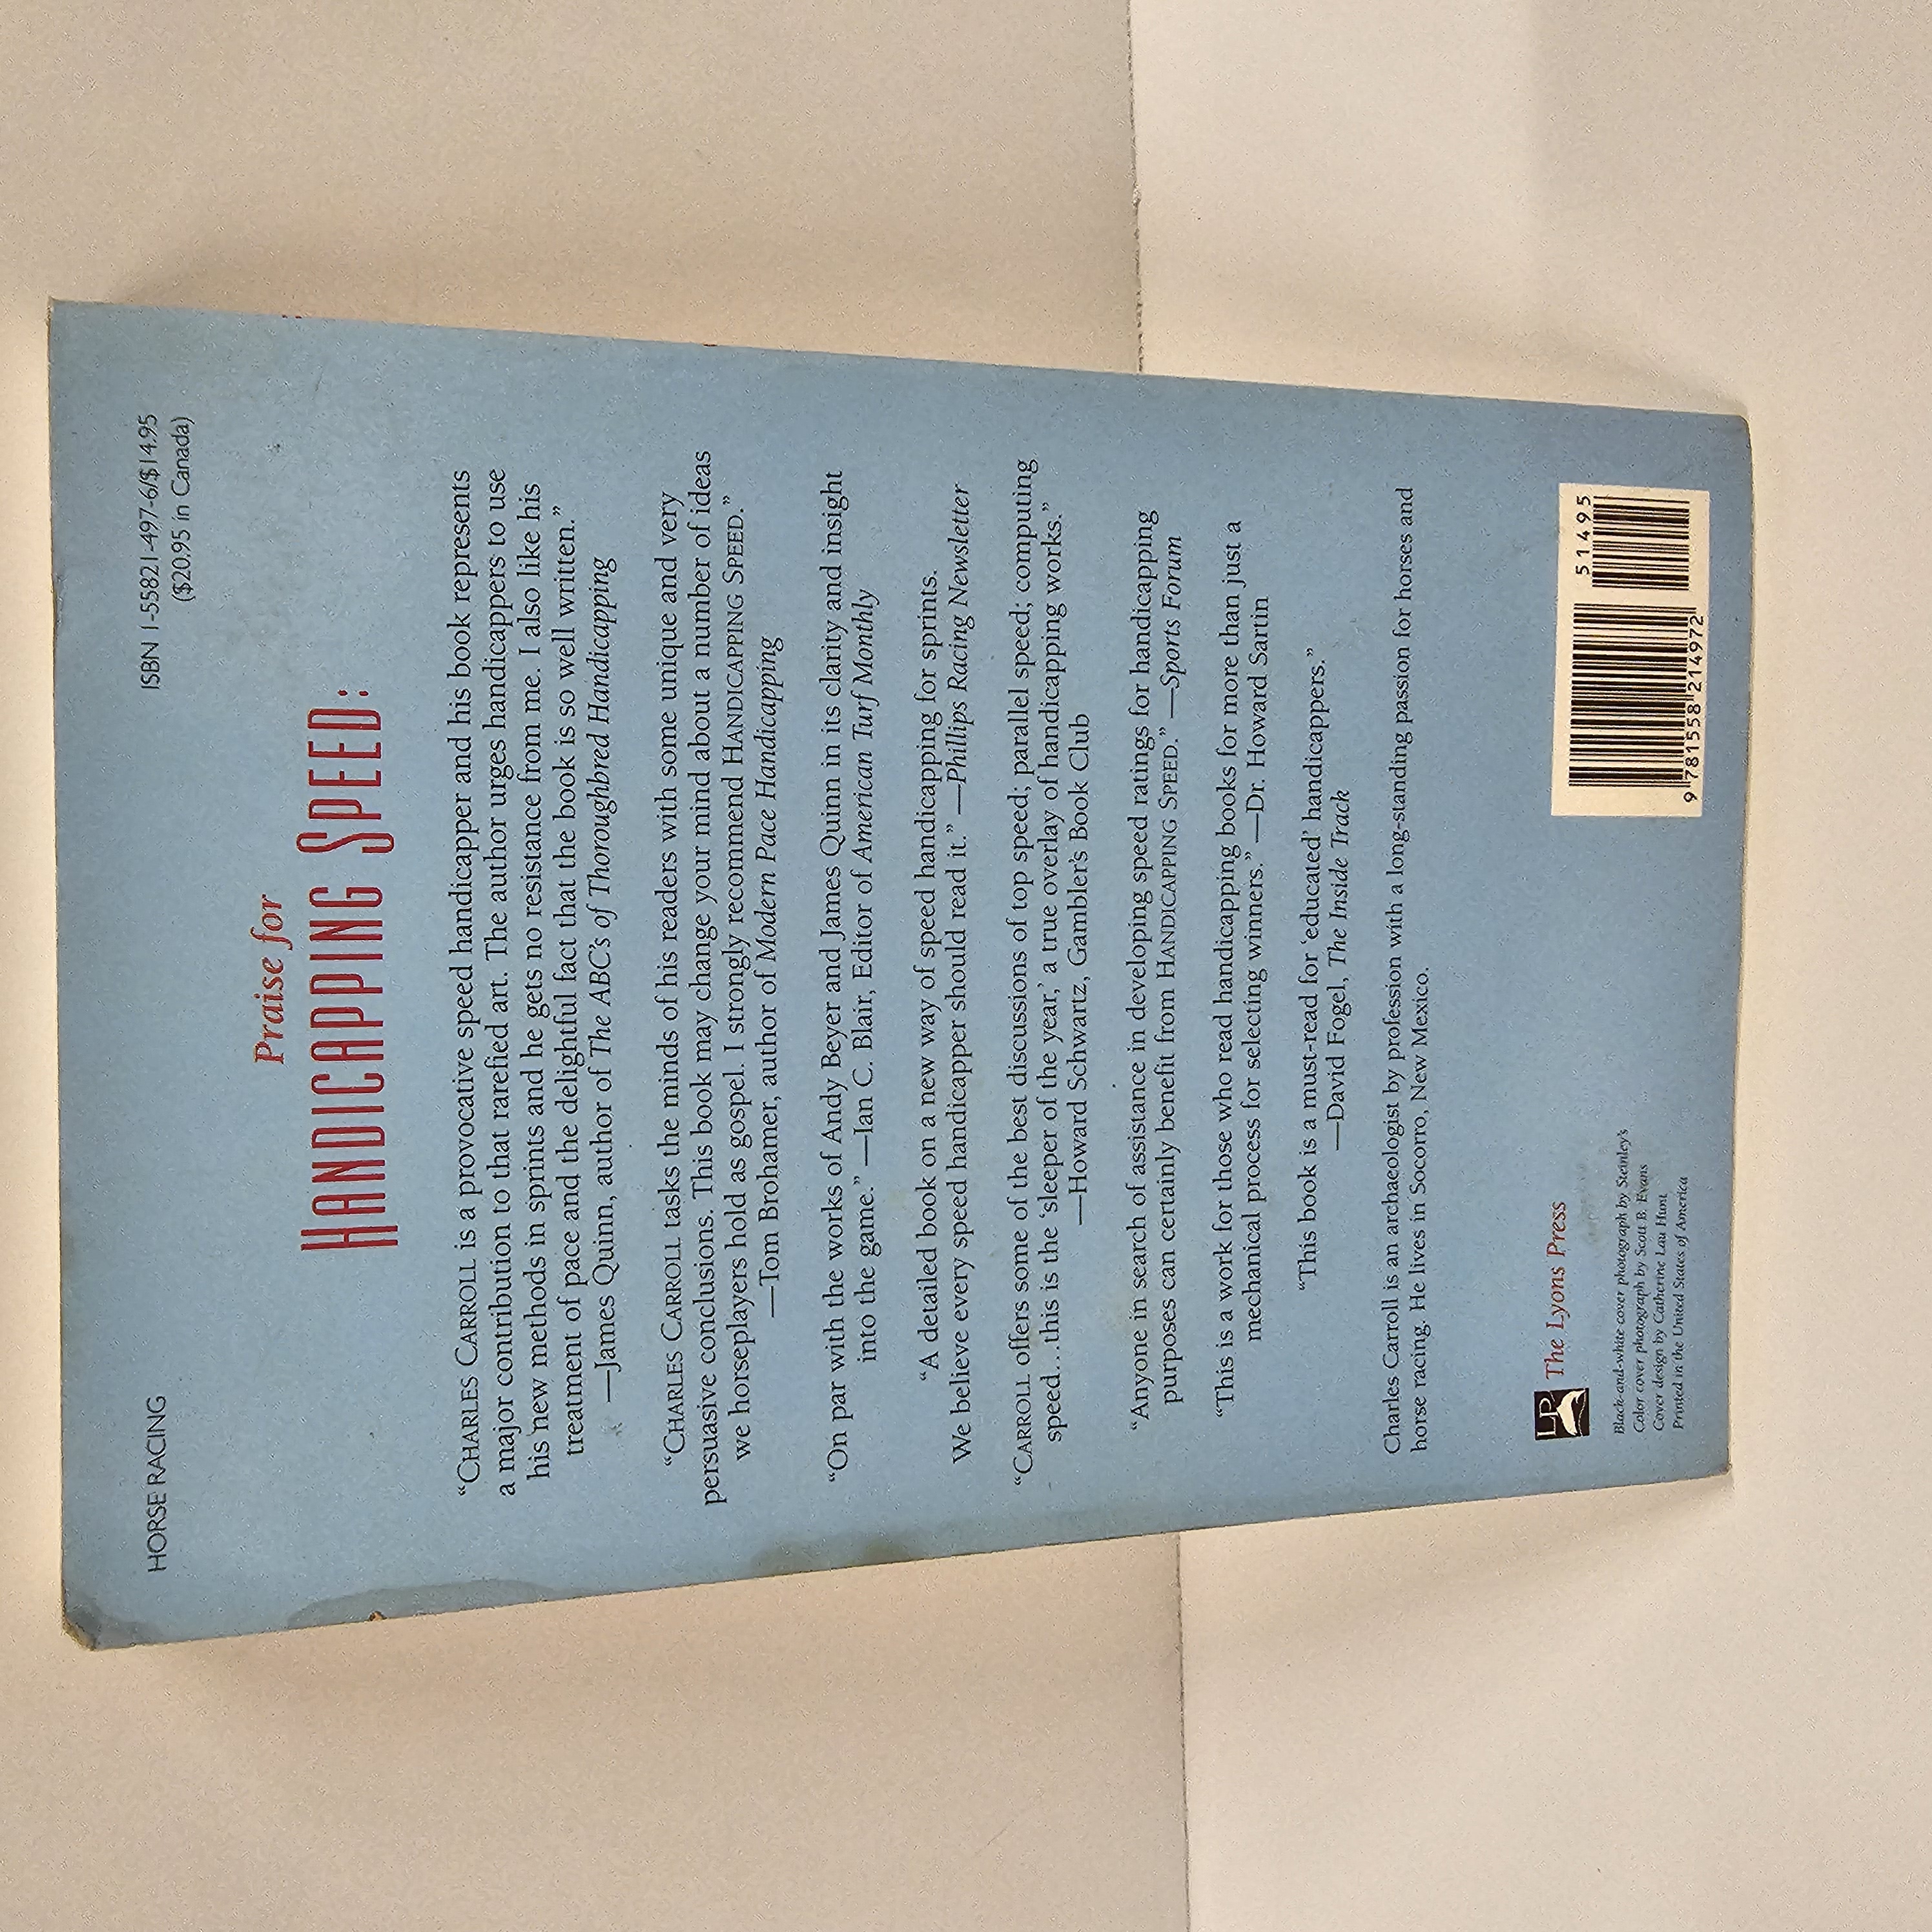 HORSE RACING
ISBN 1-55821-497-6/$14.95
($20.95 in Canada)
Praise for
HANDICAPPING SPEED:
“CHARLES CARROLL is a provocative speed handicapper and his book represents
a major contribution to that rarefied art. The author urges handicappers to use
his new methods in sprints and he gets no resistance from me. I also like his
treatment of pace and the delightful fact that the book is so well written.”
—James Quinn, author of The ABC’s of Thoroughbred Handicapping
“CHARLES CARROLL tasks the minds of his readers with some unique and very
persuasive conclusions. This book may change your mind about a number of ideas
we horseplayers hold as gospel. I strongly recommend HANDICAPPING SPEED.”
—Tom Brohamer, author of Modern Pace Handicapping
“On par with the works of Andy Beyer and James Quinn in its clarity and insight
into the game.” —Ian C. Blair, Editor of American Turf Monthly
“A detailed book on a new way of speed handicapping for sprints.
We believe every speed handicapper should read it.” —Phillips Racing Newsletter
“CARROLL offers some of the best discussions of top speed; parallel speed; computing
speed…this is the ‘sleeper of the year,’ a true overlay of handicapping works.”
—Howard Schwartz, Gambler’s Book Club
“Anyone in search of assistance in developing speed ratings for handicapping
purposes can certainly benefit from HANDICAPPING SPEED.” —Sports Forum
“This is a work for those who read handicapping books for more than just a
mechanical process for selecting winners.” —Dr. Howard Sartin
“This book is a must-read for ‘educated’ handicappers.”
—David Fogel, The Inside Track
Charles Carroll is an archaeologist by profession with a long-standing passion for horses and
horse racing. He lives in Socorro, New Mexico.
LP
The Lyons Press
Black-and-white cover photograph by Steinley’s
Color cover photograph by Scott B. Evans
Cover design by Catherine Lau Hunt
Printed in the United States of America
51495
9 781558 214972